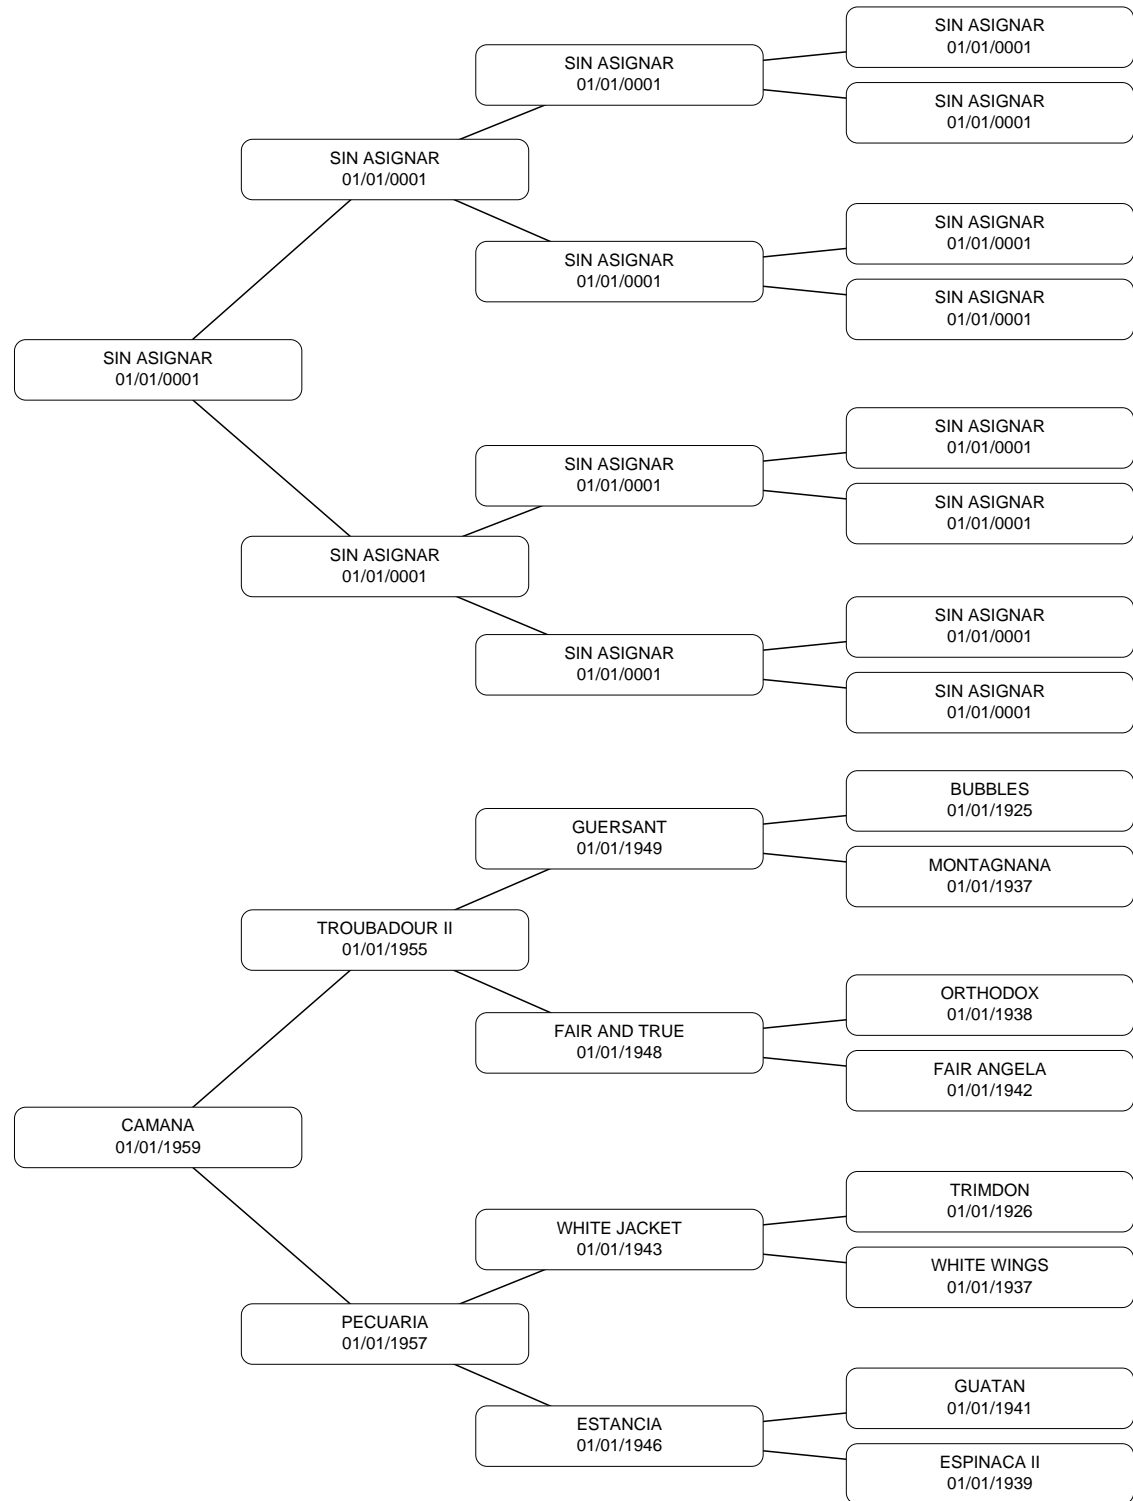 SIN ASIGNAR
01/01/0001
SIN ASIGNAR
01/01/0001
SIN ASIGNAR
01/01/0001
SIN ASIGNAR
01/01/0001
SIN ASIGNAR
01/01/0001
SIN ASIGNAR
01/01/0001
SIN ASIGNAR
01/01/0001
SIN ASIGNAR
01/01/0001
SIN ASIGNAR
01/01/0001
SIN ASIGNAR
01/01/0001
SIN ASIGNAR
01/01/0001
SIN ASIGNAR
01/01/0001
SIN ASIGNAR
01/01/0001
SIN ASIGNAR
01/01/0001
SIN ASIGNAR
01/01/0001
BUBBLES
01/01/1925
GUERSANT
01/01/1949
MONTAGNANA
01/01/1937
TROUBADOUR II
01/01/1955
ORTHODOX
01/01/1938
FAIR AND TRUE
01/01/1948
FAIR ANGELA
01/01/1942
CAMANA
01/01/1959
TRIMDON
01/01/1926
WHITE JACKET
01/01/1943
WHITE WINGS
01/01/1937
PECUARIA
01/01/1957
GUATAN
01/01/1941
ESTANCIA
01/01/1946
ESPINACA II
01/01/1939